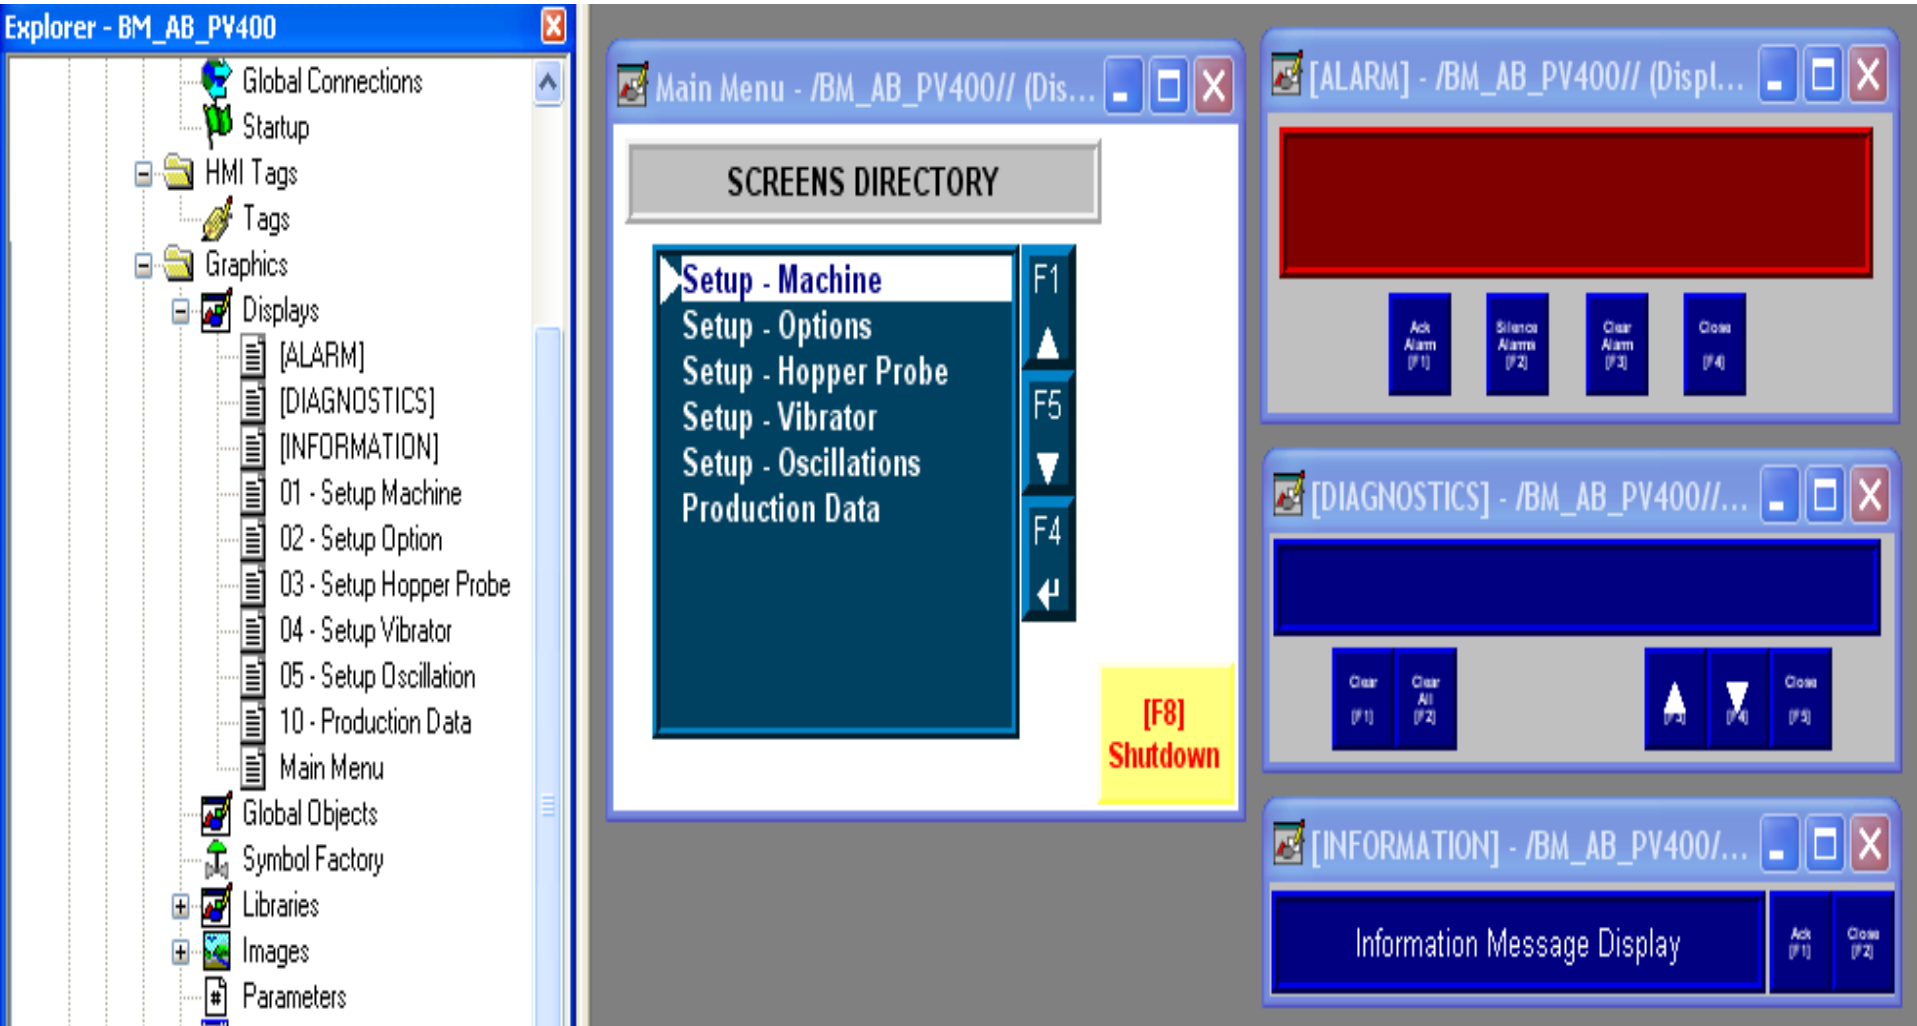 Explorer - BM_AB_PV400
Global Connections
Startup
HMI Tags
Tags
Graphics
Displays
[ALARM]
[DIAGNOSTICS]
[INFORMATION]
01 - Setup Machine
02 - Setup Option
03 - Setup Hopper Probe
04 - Setup Vibrator
05 - Setup Oscillation
10 - Production Data
Main Menu
Global Objects
Symbol Factory
Libraries
Images
Parameters
Main Menu - /BM_AB_PV400// (Dis...
SCREENS DIRECTORY
Setup - Machine
Setup - Options
Setup - Hopper Probe
Setup - Vibrator
Setup - Oscillations
Production Data
F1
F5
F4
[F8]
Shutdown
[ALARM] - /BM_AB_PV400// (Displ...
Ack
Alarm
[F1]
Silence
Alarms
[F2]
Clear
Alarm
[F3]
Close
[F4]
[DIAGNOSTICS] - /BM_AB_PV400//...
Clear
[F1]
Clear
All
[F2]
[F3]
[F4]
Close
[F5]
[INFORMATION] - /BM_AB_PV400/...
Information Message Display
Ack
[F1]
Close
[F2]